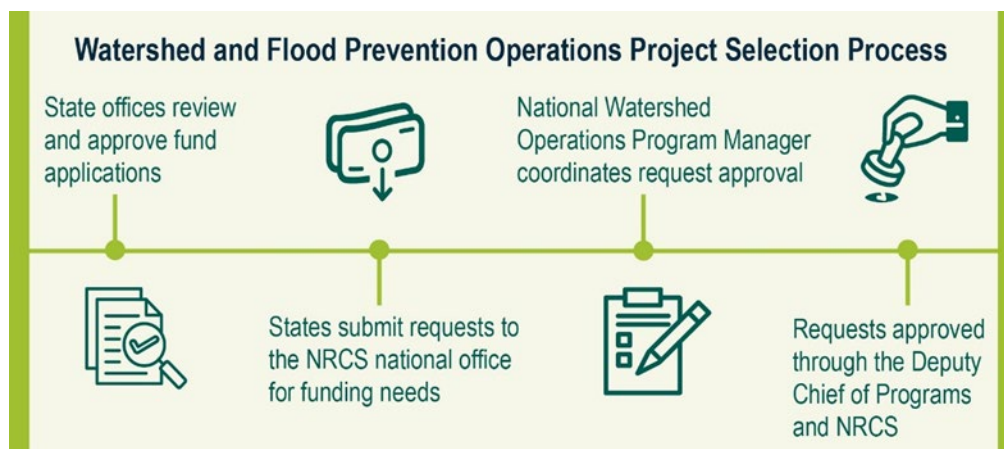 Watershed and Flood Prevention Operations Project Selection Process
State offices review
and approve fund
applications
States submit requests to
the NRCS national office
for funding needs
National Watershed
Operations Program Manager
coordinates request approval
Requests approved
through the Deputy
Chief of Programs
and NRCS